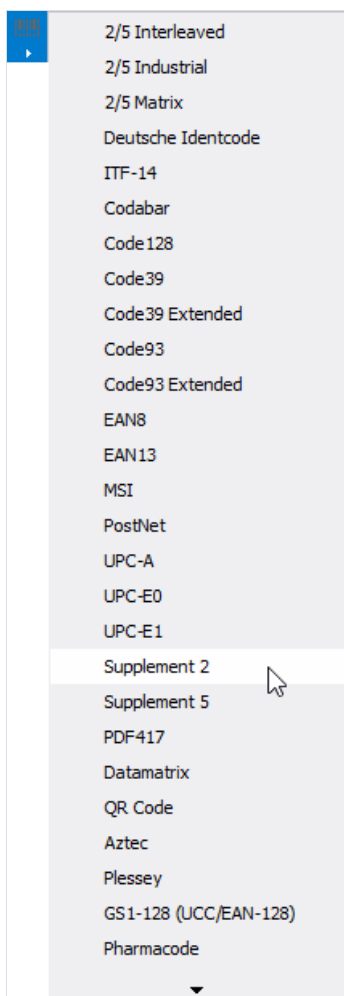 2/5 Interleaved
2/5 Industrial
2/5 Matrix
Deutsche Identcode
ITF-14
Codabar
Code128
Code39
Code39 Extended
Code93
Code93 Extended
EAN8
EAN13
MSI
PostNet
UPC-A
UPC-E0
UPC-E1
Supplement 2
Supplement 5
PDF417
Datamatrix
QR Code
Aztec
Plessey
GS1-128 (UCC/EAN-128)
Pharmacode